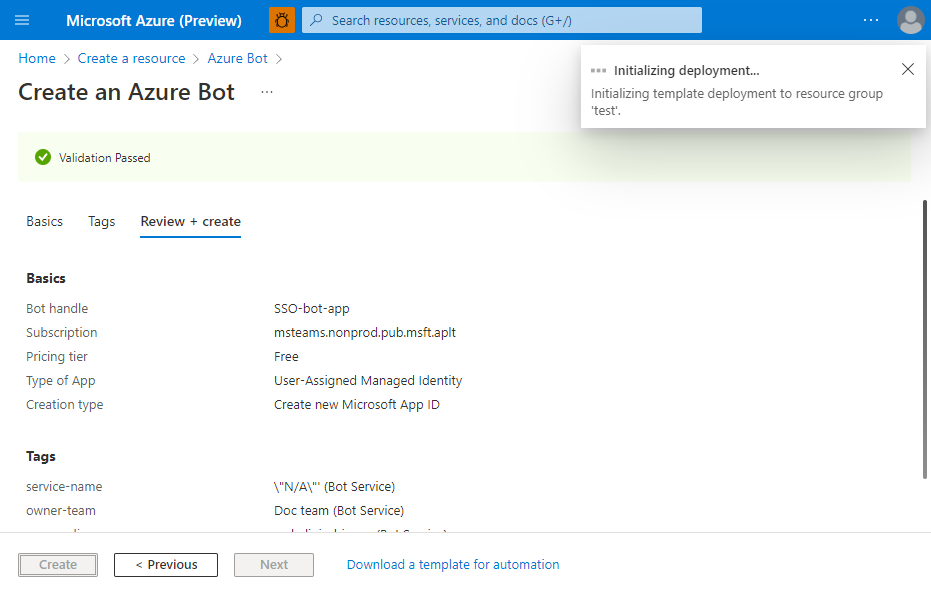 Microsoft Azure (Preview)
Search resources, services, and docs (G+/)
Home > Create a resource > Azure Bot >
Create an Azure Bot ...
Initializing deployment...
Initializing template deployment to resource group
'test'.
Validation Passed
Basics Tags Review + create
Basics
Bot handle SSO-bot-app
Subscription msteams.nonprod.pub.msft.aplt
Pricing tier Free
Type of App User-Assigned Managed Identity
Creation type Create new Microsoft App ID
Tags
service-name \"N/A\"' (Bot Service)
owner-team Doc team (Bot Service)
Create < Previous Next Download a template for automation